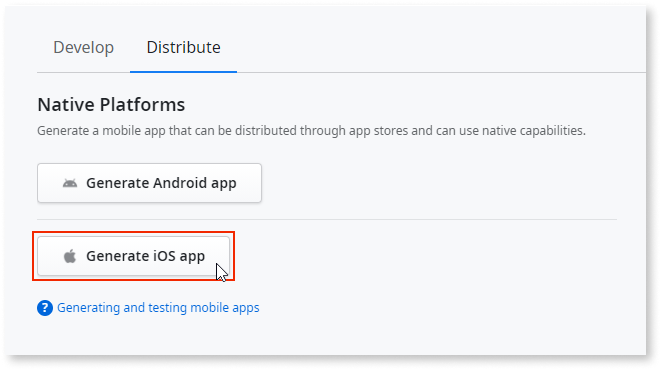 Develop Distribute
Native Platforms
Generate a mobile app that can be distributed through app stores and can use native capabilities.
Generate Android app
Generate iOS app
? Generating and testing mobile apps